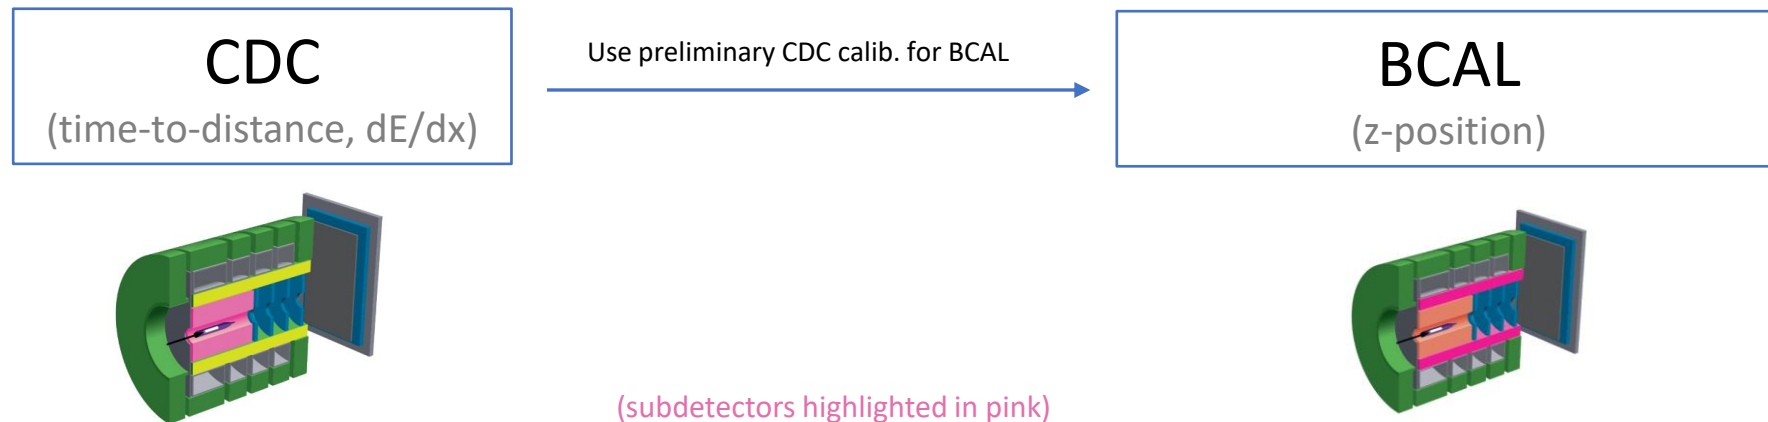 CDC
(time-to-distance, dE/dx)
Use preliminary CDC calib. for BCAL
BCAL
(z-position)
(subdetectors highlighted in pink)